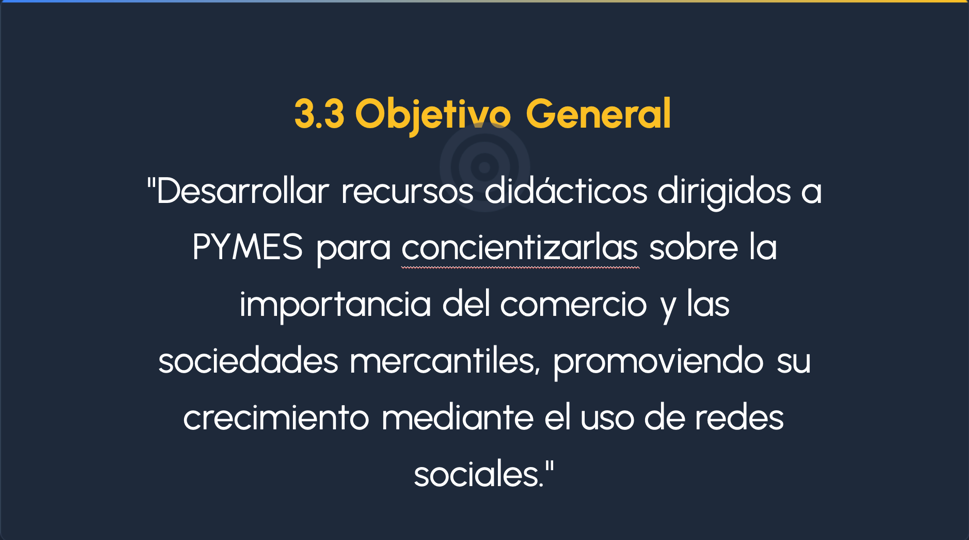 3.3 Objetivo General
"Desarrollar recursos didácticos dirigidos a
PYMES para concientizarlas sobre la
importancia del comercio y las
sociedades mercantiles, promoviendo su
crecimiento mediante el uso de redes
sociales."